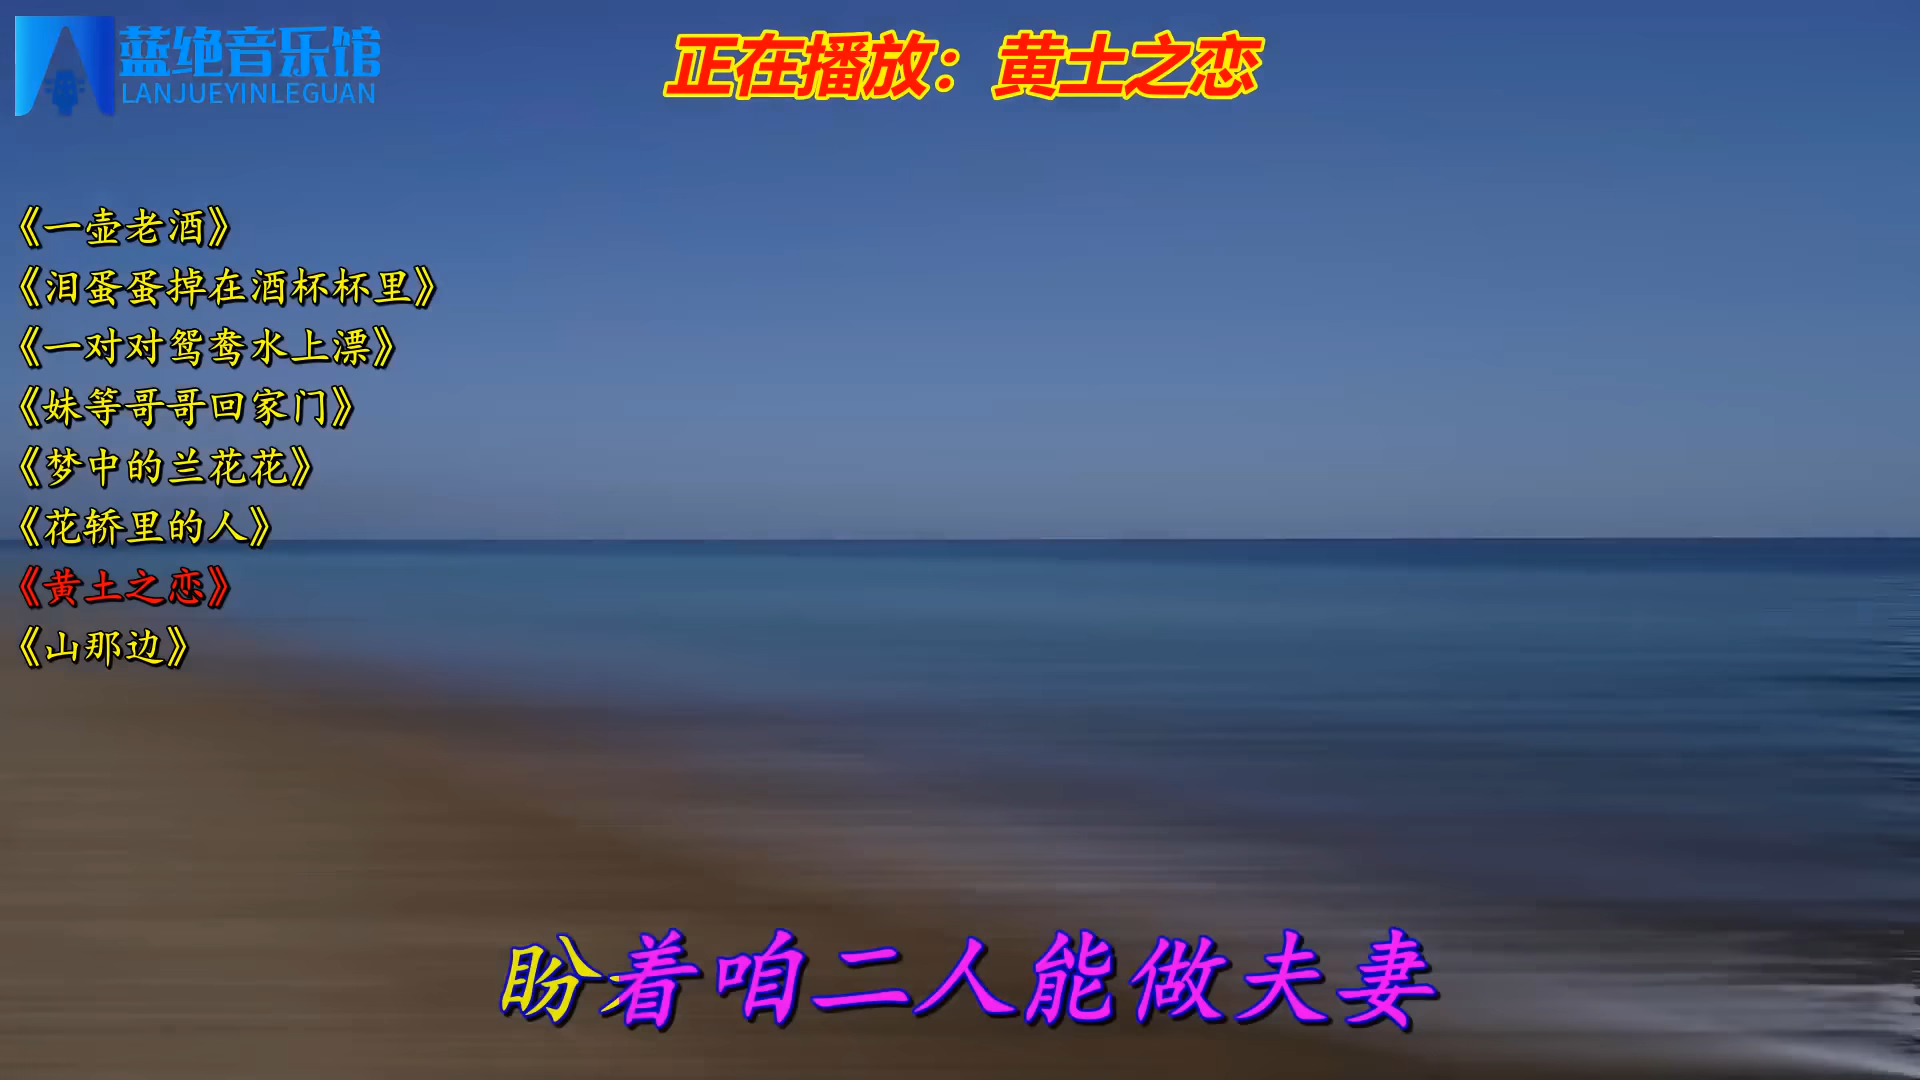 蓝绝音乐馆
LANJUEYINLEGUAN
正在播放：黄土之恋
《一壶老酒》
《泪蛋蛋掉在酒杯杯里》
《一对对鸳鸯水上漂》
《妹等哥哥回家门》
《梦中的兰花花》
《花轿里的人》
《黄土之恋》
《山那边》
盼着咱二人能做夫妻